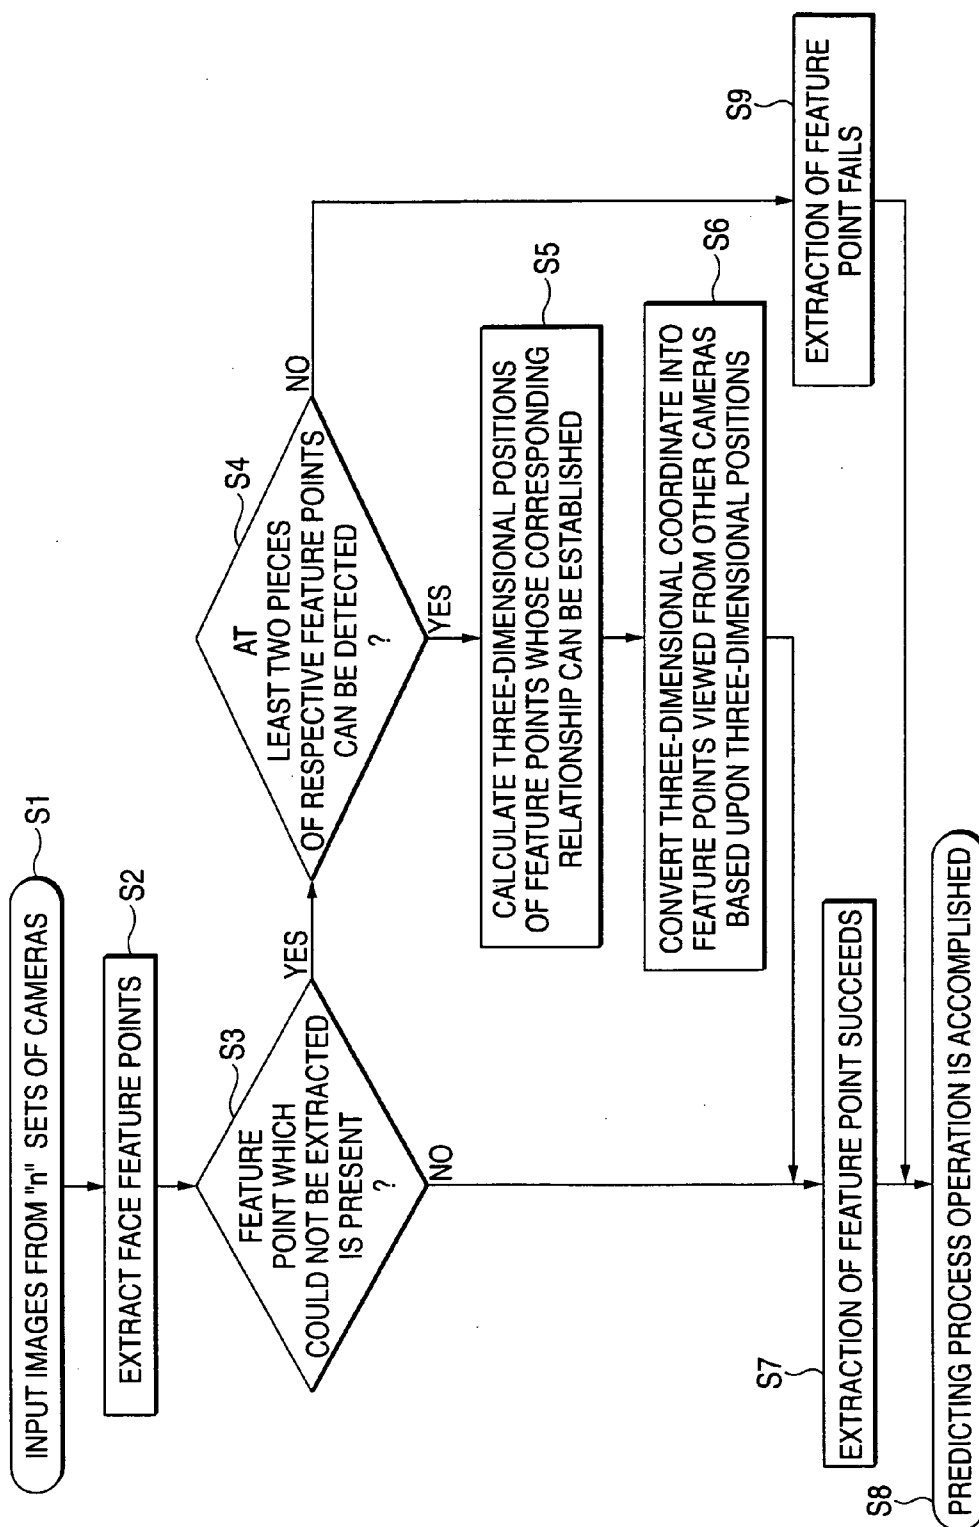 INPUT IMAGES FROM "n" SETS OF CAMERAS
S1
EXTRACT FACE FEATURE POINTS
S2
FEATURE
POINT WHICH
COULD NOT BE EXTRACTED
IS PRESENT
?
S3
YES
NO
AT
LEAST TWO PIECES
OF RESPECTIVE FEATURE POINTS
CAN BE DETECTED
?
S4
NO
YES
CALCULATE THREE-DIMENSIONAL POSITIONS
OF FEATURE POINTS WHOSE CORRESPONDING
RELATIONSHIP CAN BE ESTABLISHED
S5
CONVERT THREE-DIMENSIONAL COORDINATE INTO
FEATURE POINTS VIEWED FROM OTHER CAMERAS
BASED UPON THREE-DIMENSIONAL POSITIONS
S6
S7
EXTRACTION OF FEATURE POINT SUCCEEDS
S9
EXTRACTION OF FEATURE
POINT FAILS
S8
PREDICTING PROCESS OPERATION IS ACCOMPLISHED